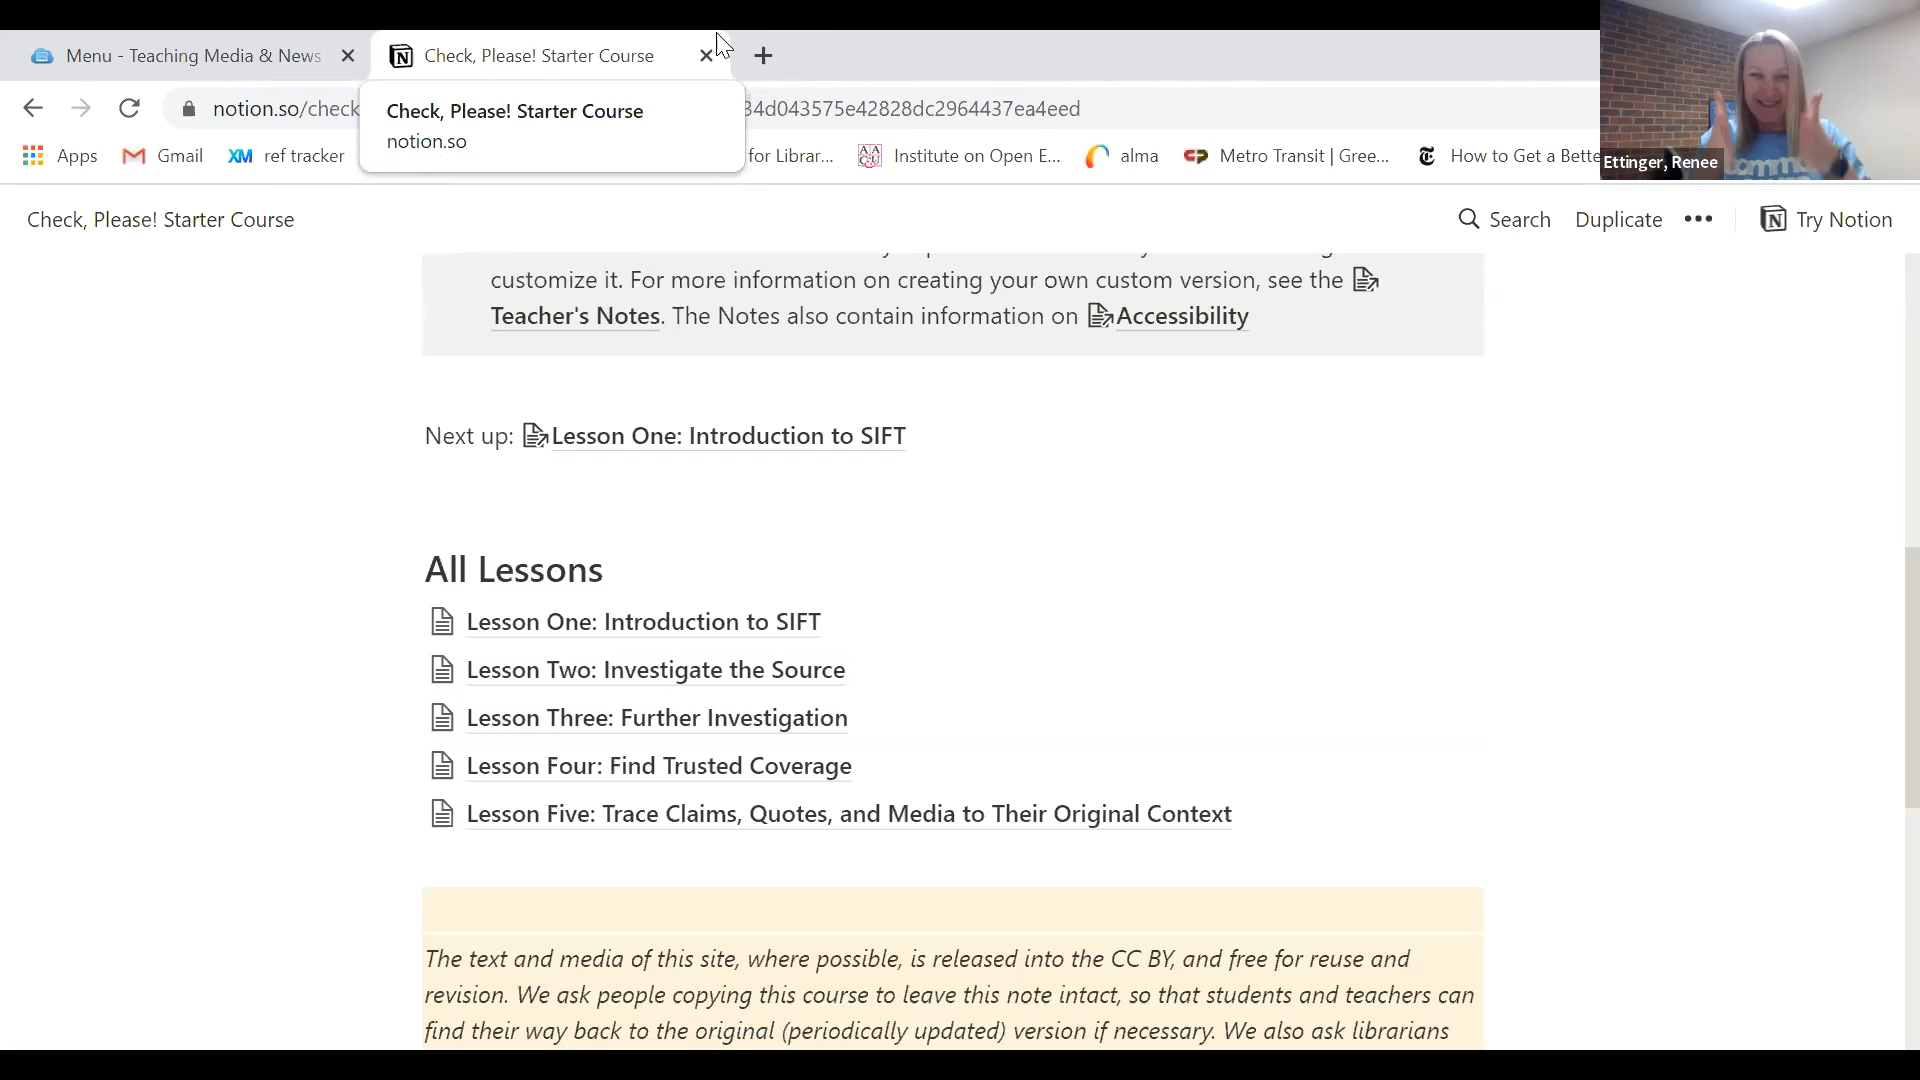 Menu - Teaching Media & News
Check, Please! Starter Course
notion.so/check
34d043575e42828dc2964437ea4eed
Check, Please! Starter Course
notion.so
Apps
Gmail
XM ref tracker
for Librar...
Institute on Open E...
alma
Metro Transit | Gree...
How to Get a Bette
Ettinger, Renee
Check, Please! Starter Course
Search
Duplicate
Try Notion
customize it. For more information on creating your own custom version, see the
Teacher's Notes. The Notes also contain information on Accessibility
Next up: Lesson One: Introduction to SIFT
All Lessons
Lesson One: Introduction to SIFT
Lesson Two: Investigate the Source
Lesson Three: Further Investigation
Lesson Four: Find Trusted Coverage
Lesson Five: Trace Claims, Quotes, and Media to Their Original Context
The text and media of this site, where possible, is released into the CC BY, and free for reuse and
revision. We ask people copying this course to leave this note intact, so that students and teachers can
find their way back to the original (periodically updated) version if necessary. We also ask librarians